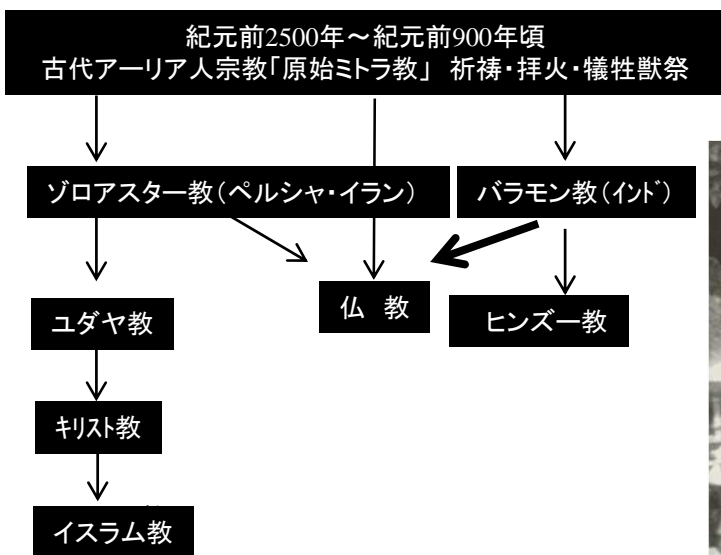 紀元前2500年～紀元前900年頃
古代アーリア人宗教「原始ミトラ教」 祈祷・拝火・犠牲獣祭
ゾロアスター教（ペルシャ・イラン）
バラモン教（ｲﾝﾄﾞ）
仏 教
ユダヤ教
ヒンズー教
ｷﾘｽﾄ教
イスラム教